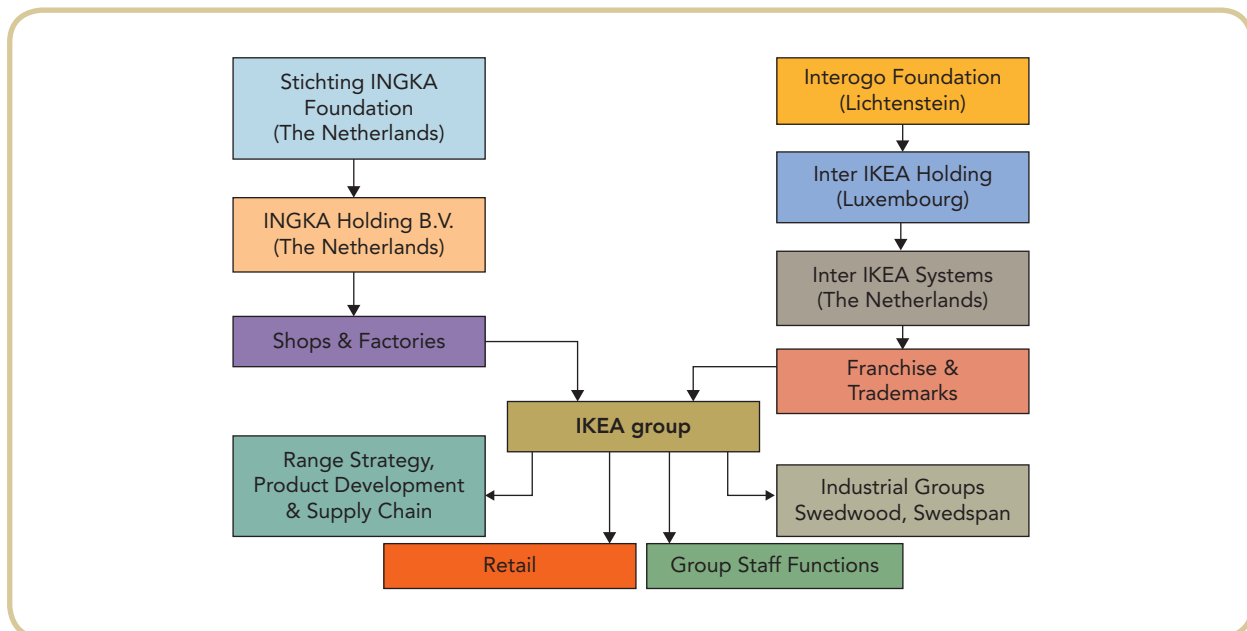 Stichting INGKA
Foundation
(The Netherlands)
INGKA Holding B.V.
(The Netherlands)
Shops & Factories
Interogo Foundation
(Lichtenstein)
Inter IKEA Holding
(Luxembourg)
Inter IKEA Systems
(The Netherlands)
Franchise &
Trademarks
IKEA group
Range Strategy,
Product Development
& Supply Chain
Retail
Group Staff Functions
Industrial Groups
Swedwood, Swedspan